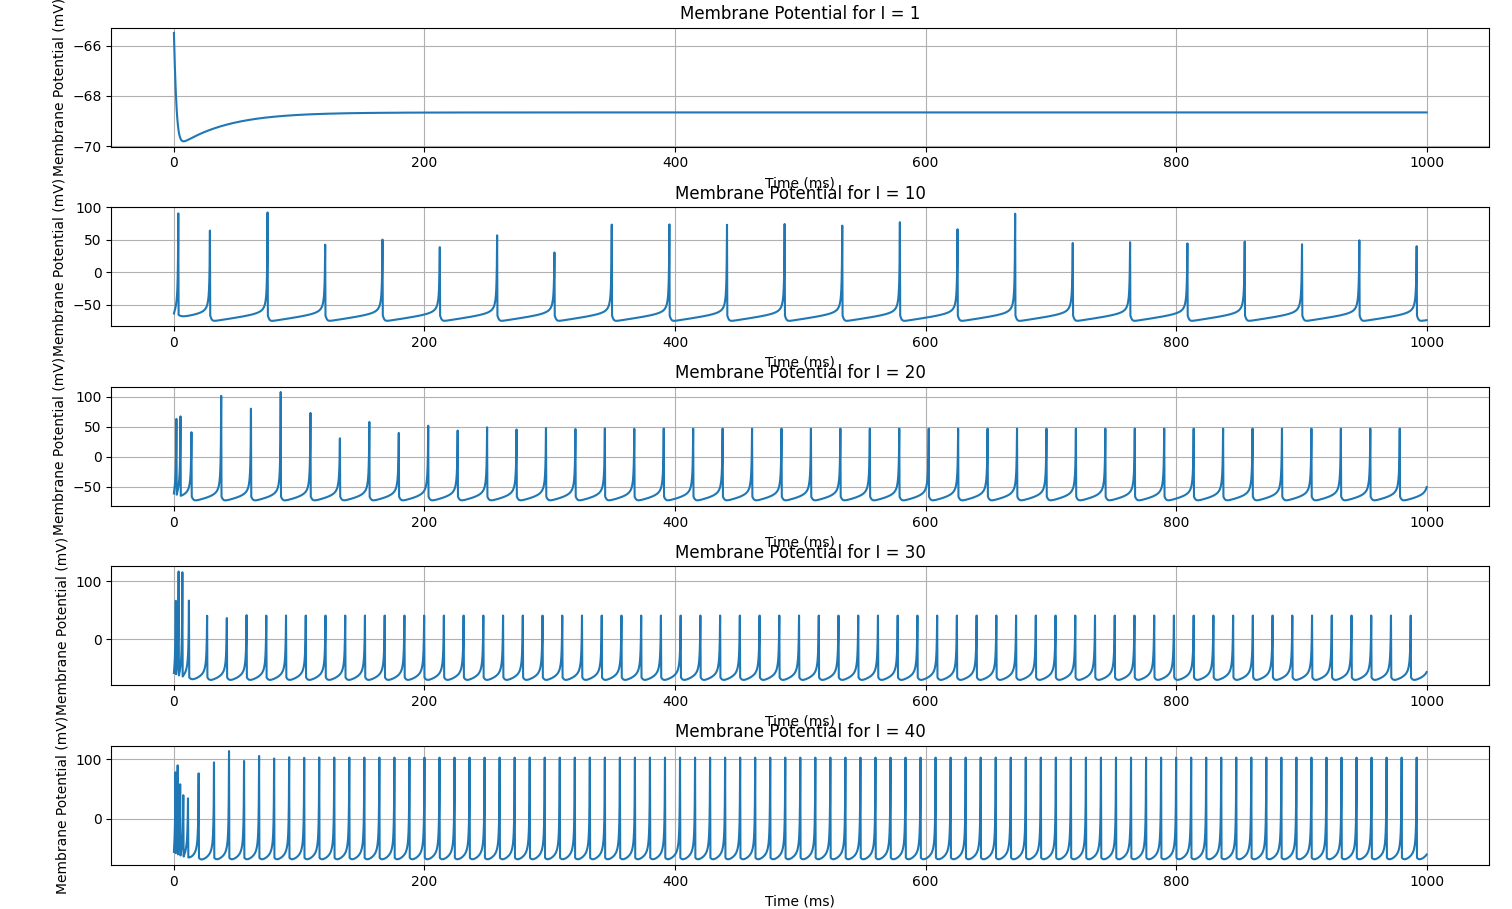 Membrane Potential for I = 1
Membrane Potential (mV)
−66
−68
−70
0 200 400 600 800 1000
Time (ms)
Membrane Potential for I = 10
Membrane Potential (mV)
100
50
0
−50
0 200 400 600 800 1000
Time (ms)
Membrane Potential for I = 20
Membrane Potential (mV)
100
50
0
−50
0 200 400 600 800 1000
Time (ms)
Membrane Potential for I = 30
Membrane Potential (mV)
100
0
0 200 400 600 800 1000
Time (ms)
Membrane Potential for I = 40
Membrane Potential (mV)
100
0
0 200 400 600 800 1000
Time (ms)